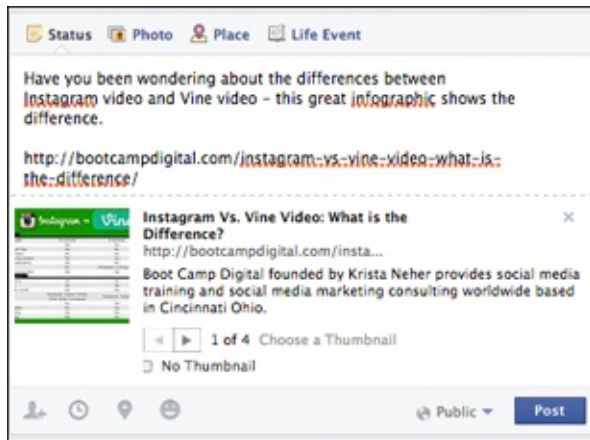 Status Photo Place Life Event
Have you been wondering about the differences between
Instagram video and Vine video – this great infographic shows the
difference.
http://bootcampdigital.com/instagram-vs-vine-video-what-is-
the-difference/
Instagram - Vine
Instagram Vs. Vine Video: What is the
Difference?
http://bootcampdigital.com/insta...
Boot Camp Digital founded by Krista Neher provides social media
training and social media marketing consulting worldwide based
in Cincinnati Ohio.
1 of 4 Choose a Thumbnail
No Thumbnail
Public Post